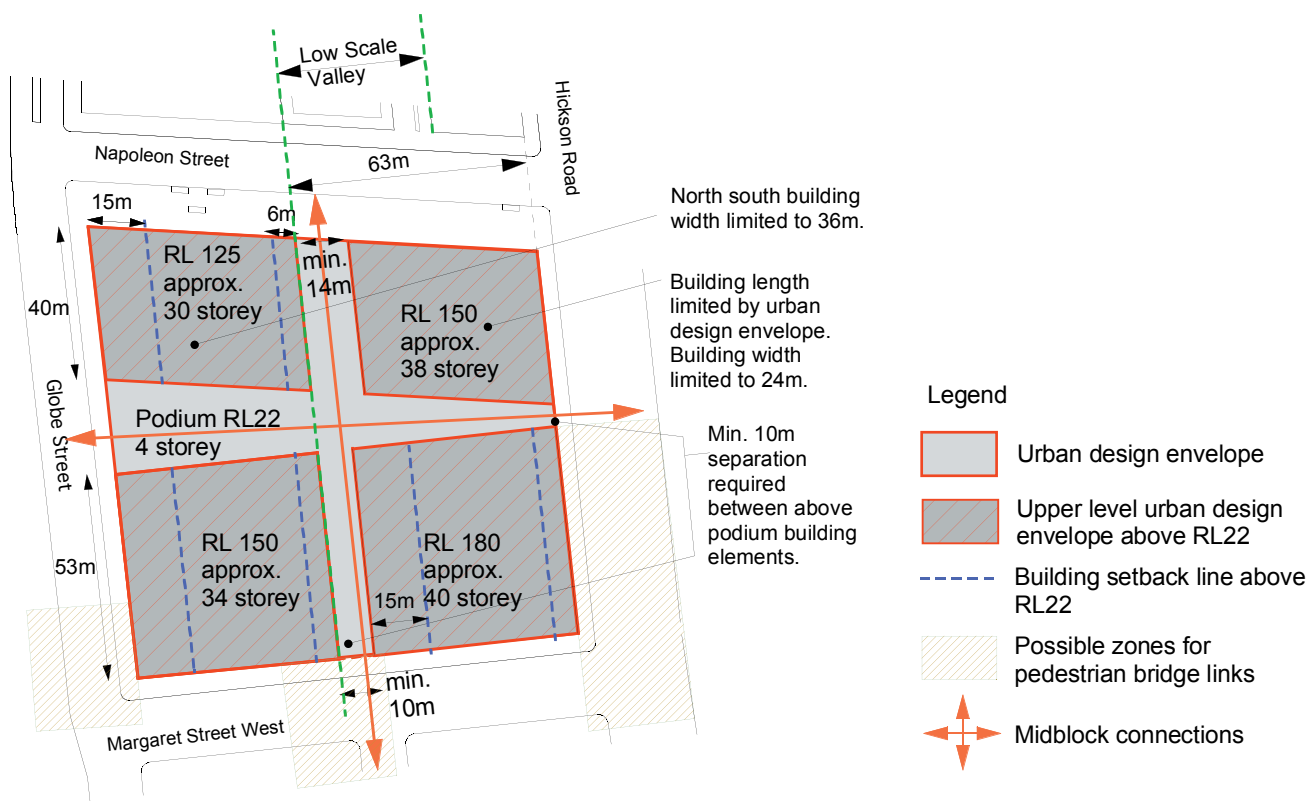 Low Scale
Valley
Hickson Road
Napoleon Street
63m
15m
6m
North south building
width limited to 36m.
RL 125
approx.
30 storey
min.
14m
40m
RL 150
approx.
38 storey
Building length
limited by urban
design envelope.
Building width
limited to 24m.
Globe Street
Podium RL22
4 storey
Min. 10m
separation
required
between above
podium building
elements.
53m
RL 150
approx.
34 storey
RL 180
approx.
40 storey
15m
min.
10m
Margaret Street West
Legend
Urban design envelope
Upper level urban design
envelope above RL22
Building setback line above
RL22
Possible zones for
pedestrian bridge links
Midblock connections